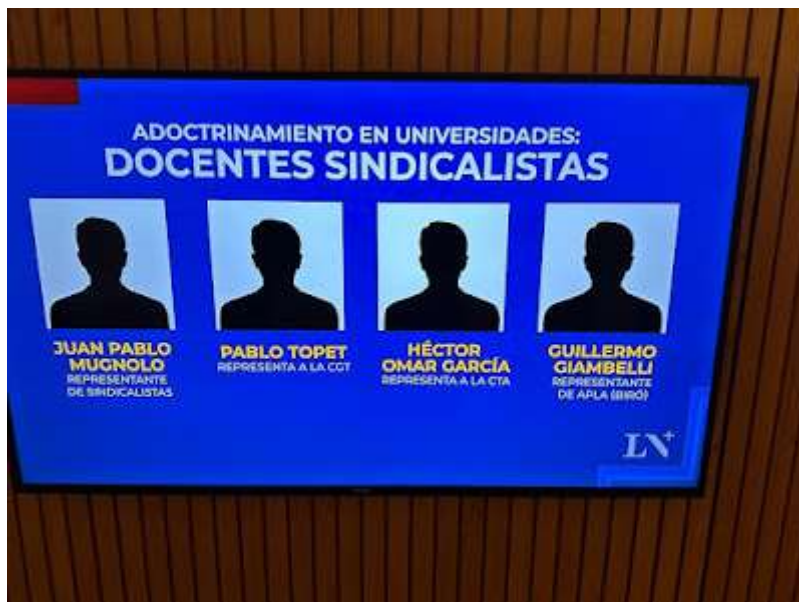 ADOCTRINAMIENTO EN UNIVERSIDADES:
DOCENTES SINDICALISTAS
JUAN PABLO
MUGNOLO
REPRESENTANTE
DE SINDICALISTAS
PABLO TOPET
REPRESENTA A LA CGT
HÉCTOR
OMAR GARCÍA
REPRESENTA A LA CTA
GUILLERMO
GIAMBELLI
REPRESENTANTE
DE APLA (BIRÓ)
LN+